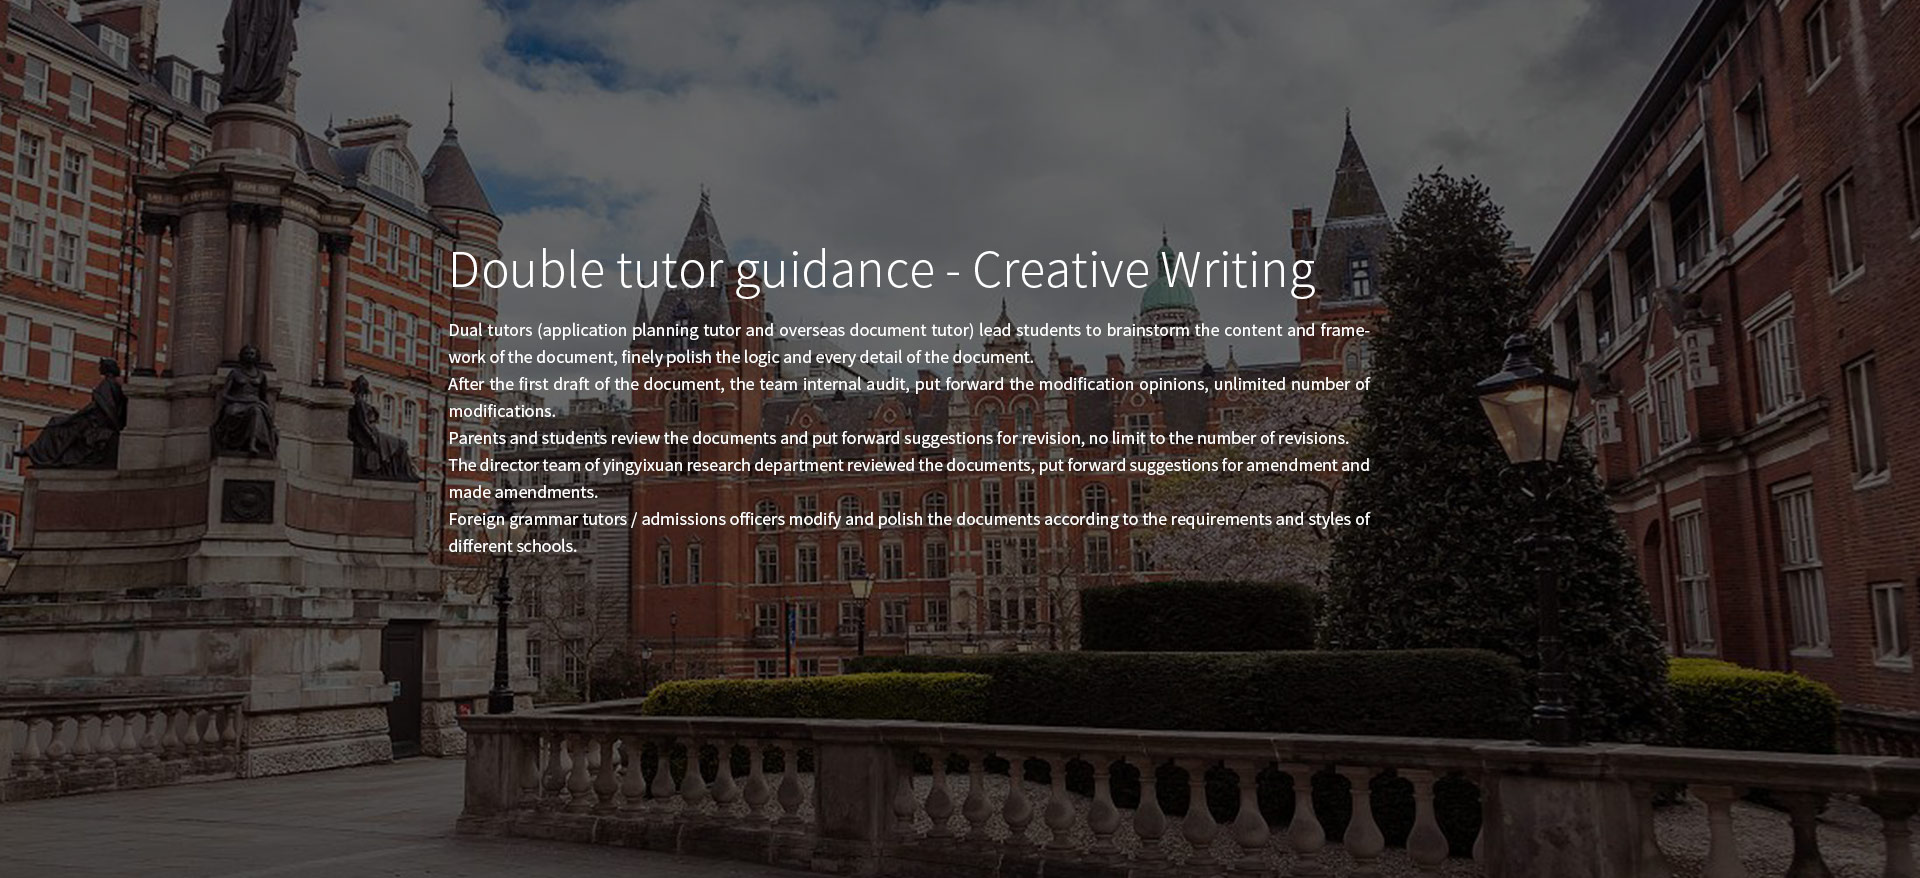 Double tutor guidance - Creative Writing
Dual tutors (application planning tutor and overseas document tutor) lead students to brainstorm the content and frame-
work of the document, finely polish the logic and every detail of the document.
After the first draft of the document, the team internal audit, put forward the modification opinions, unlimited number of
modifications.
Parents and students review the documents and put forward suggestions for revision, no limit to the number of revisions.
The director team of yingyixuan research department reviewed the documents, put forward suggestions for amendment and
made amendments.
Foreign grammar tutors / admissions officers modify and polish the documents according to the requirements and styles of
different schools.